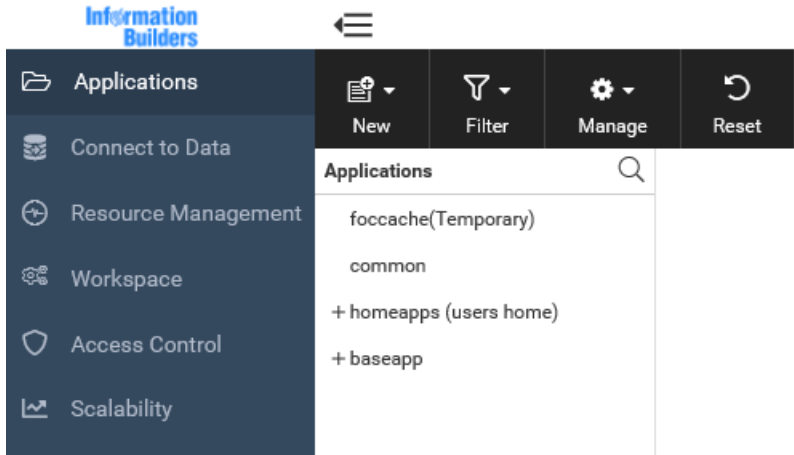 Information
Builders
Applications
Connect to Data
Resource Management
Workspace
Access Control
Scalability
New
Filter
Manage
Reset
Applications
foccache(Temporary)
common
+ homeapps (users home)
+ baseapp